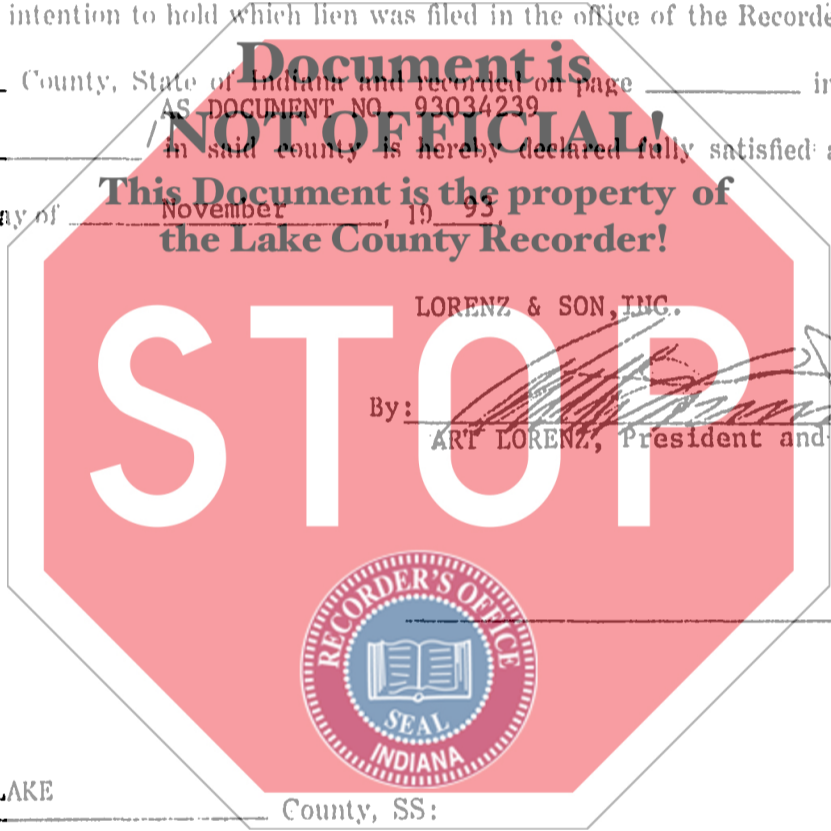 intention to hold which lien was filed in the office of the Recorde
Document is
County, State of Indiana and recorded on page in
AS DOCUMENT NO. 93034239
NOT OFFICIAL!
in said county is hereby declared fully satisfied a
This Document is the property of
ay of November, 19 93,
the Lake County Recorder!
LORENZ & SON, INC.
STOP
By:
ART LORENZ, President and
RECORDER'S OFFICE
SEAL
INDIANA
LAKE
County, SS: